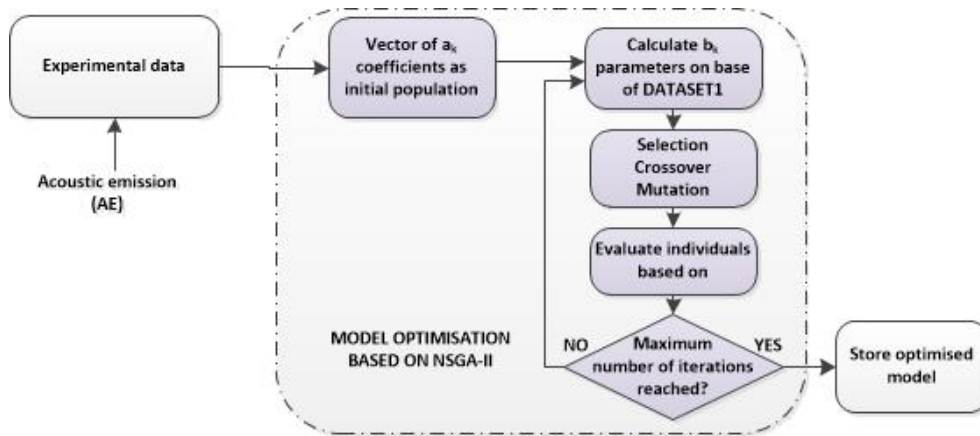 Experimental data
Acoustic emission
(AE)
Vector of aₖ
coefficients as
initial population
Calculate bₖ
parameters on base
of DATASET1
Selection
Crossover
Mutation
Evaluate individuals
based on
MODEL OPTIMISATION
BASED ON NSGA-II
NO
Maximum
number of iterations
reached?
YES
Store optimised
model